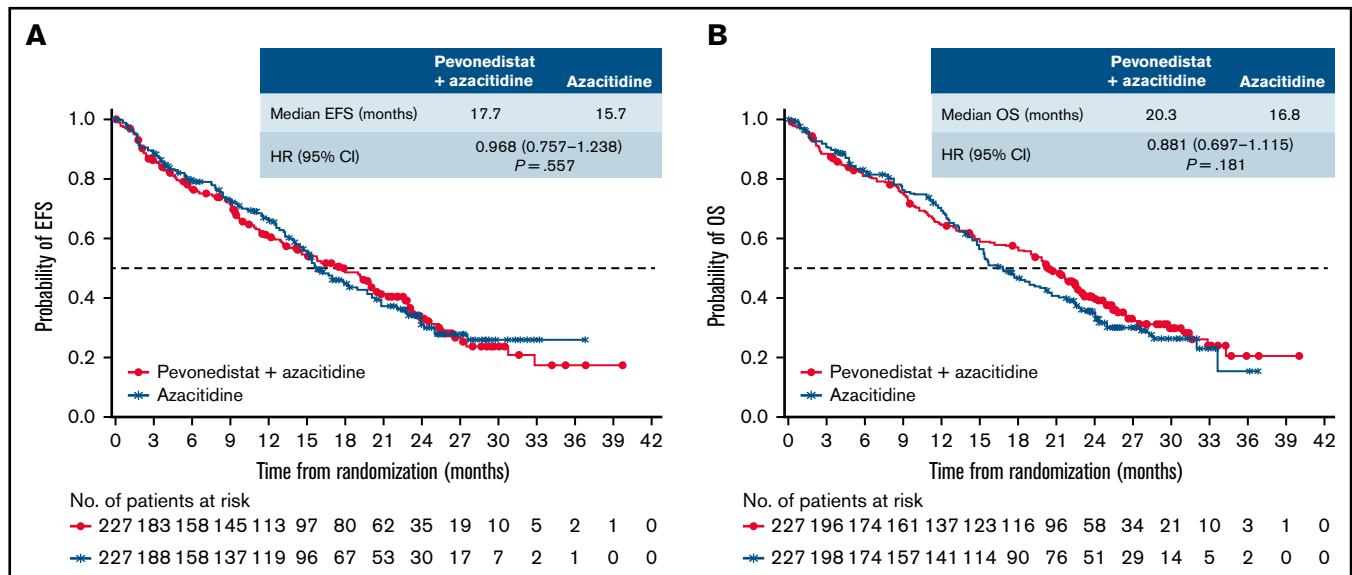 A
Pevonedistat
+ azacitidine Azacitidine
Median EFS (months) 17.7 15.7
HR (95% CI) 0.968 (0.757–1.238)
P = .557
Probability of EFS
1.0
0.8
0.6
0.4
0.2
0.0
Pevonedistat + azacitidine
Azacitidine
0 3 6 9 12 15 18 21 24 27 30 33 36 39 42
Time from randomization (months)
No. of patients at risk
227 183 158 145 113 97 80 62 35 19 10 5 2 1 0
227 188 158 137 119 96 67 53 30 17 7 2 1 0 0
B
Pevonedistat
+ azacitidine Azacitidine
Median OS (months) 20.3 16.8
HR (95% CI) 0.881 (0.697–1.115)
P = .181
Probability of OS
1.0
0.8
0.6
0.4
0.2
0.0
Pevonedistat + azacitidine
Azacitidine
0 3 6 9 12 15 18 21 24 27 30 33 36 39 42
Time from randomization (months)
No. of patients at risk
227 196 174 161 137 123 116 96 58 34 21 10 3 1 0
227 198 174 157 141 114 90 76 51 29 14 5 2 0 0